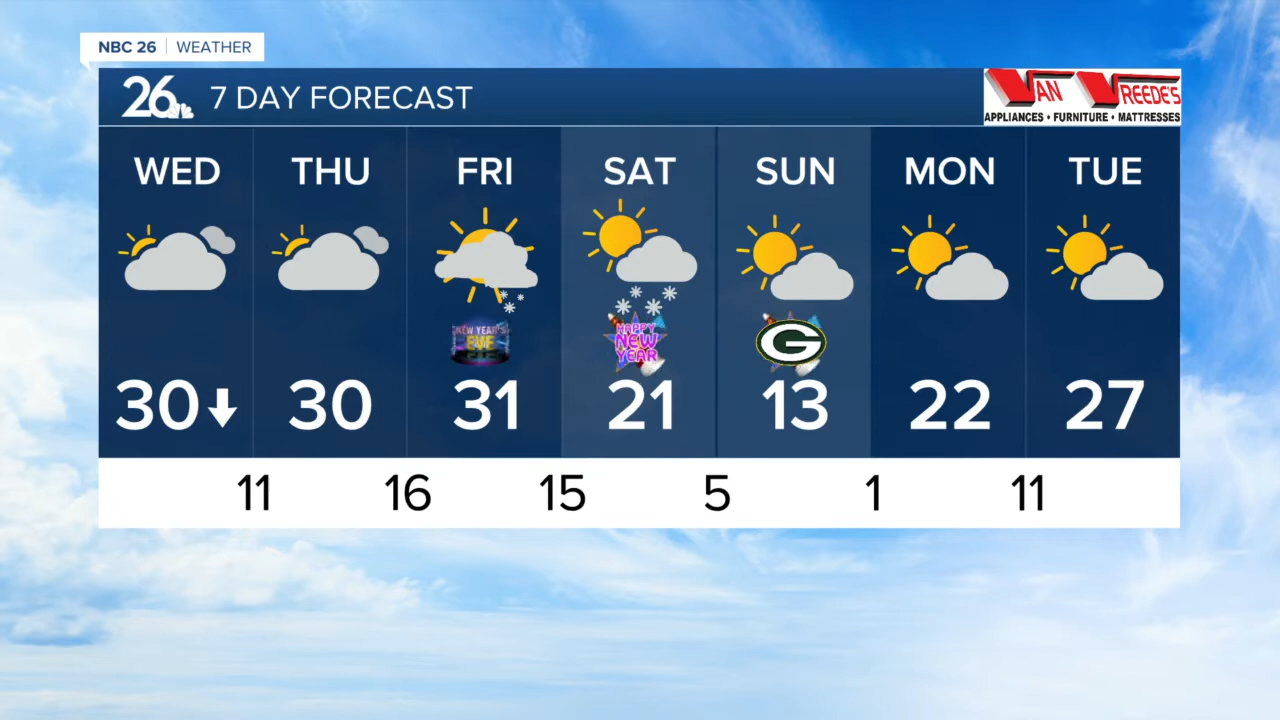 NBC 26 | WEATHER
26 7 DAY FORECAST
VAN VREEDE'S
APPLIANCES • FURNITURE • MATTRESSES
WED THU FRI SAT SUN MON TUE
NEW YEAR'S
EVE
HAPPY
NEW
YEAR
G
30 30 31 21 13 22 27
11 16 15 5 1 11